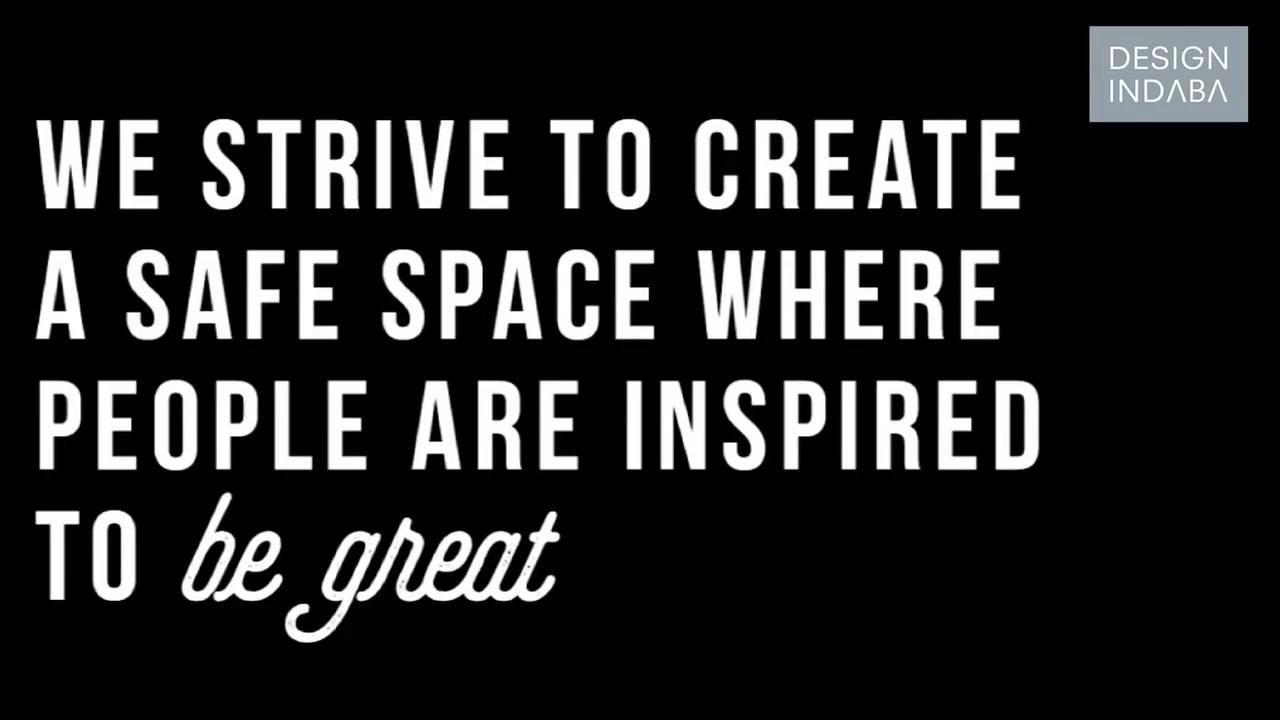 DESIGN
INDABA
WE STRIVE TO CREATE
A SAFE SPACE WHERE
PEOPLE ARE INSPIRED
TO be great